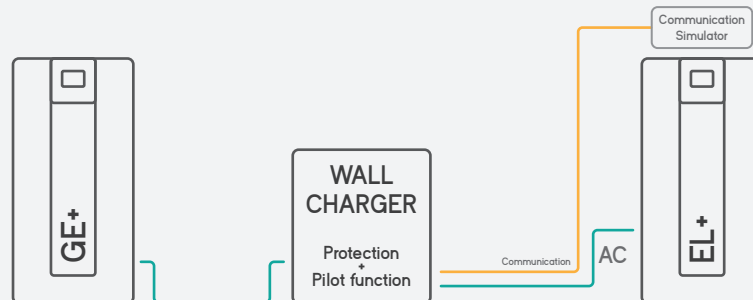 Communication
Simulator
GE+
WALL
CHARGER
Protection
+
Pilot function
Communication
AC
EL+